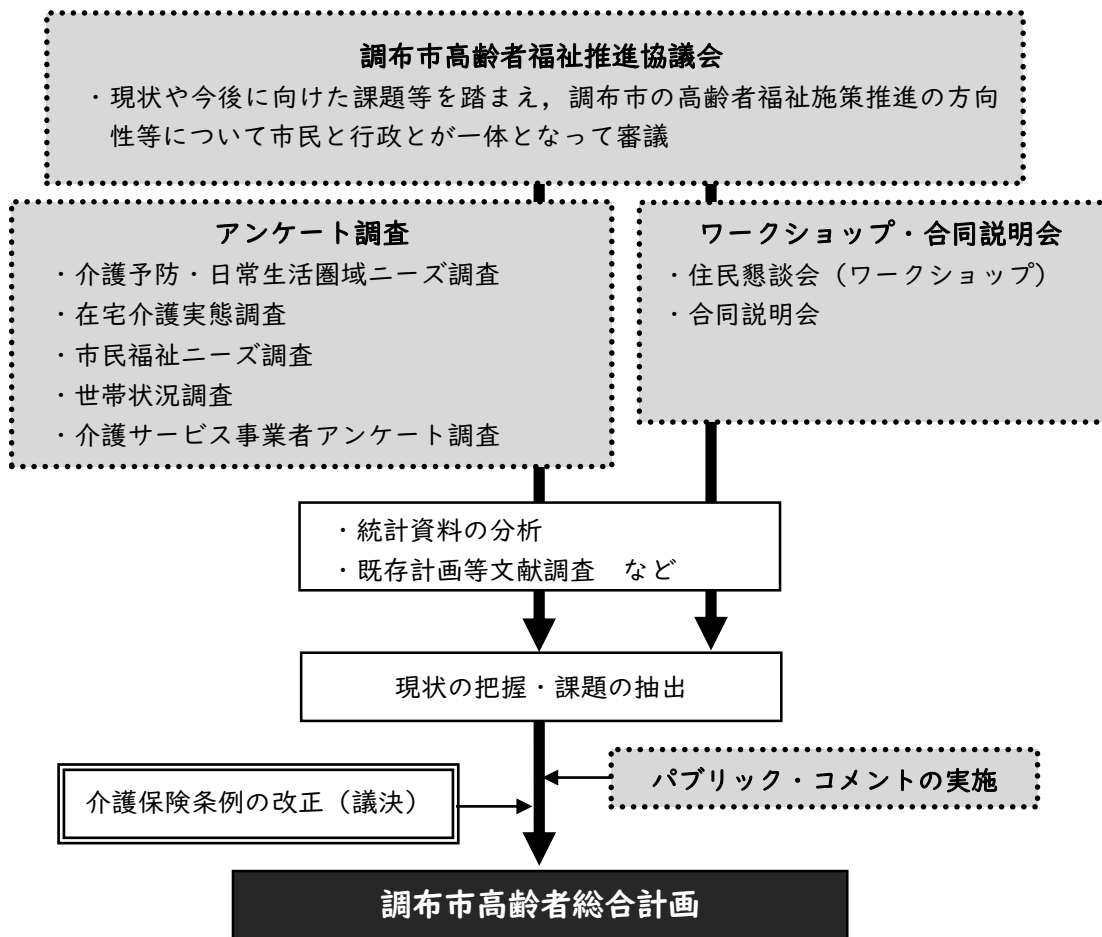 調布市高齢者福祉推進協議会
・現状や今後に向けた課題等を踏まえ，調布市の高齢者福祉施策推進の方向
性等について市民と行政とが一体となって審議
アンケート調査
・介護予防・日常生活圏域ニーズ調査
・在宅介護実態調査
・市民福祉ニーズ調査
・世帯状況調査
・介護サービス事業者アンケート調査
ワークショップ・合同説明会
・住民懇談会（ワークショップ）
・合同説明会
・統計資料の分析
・既存計画等文献調査　など
現状の把握・課題の抽出
パブリック・コメントの実施
介護保険条例の改正（議決）
調布市高齢者総合計画